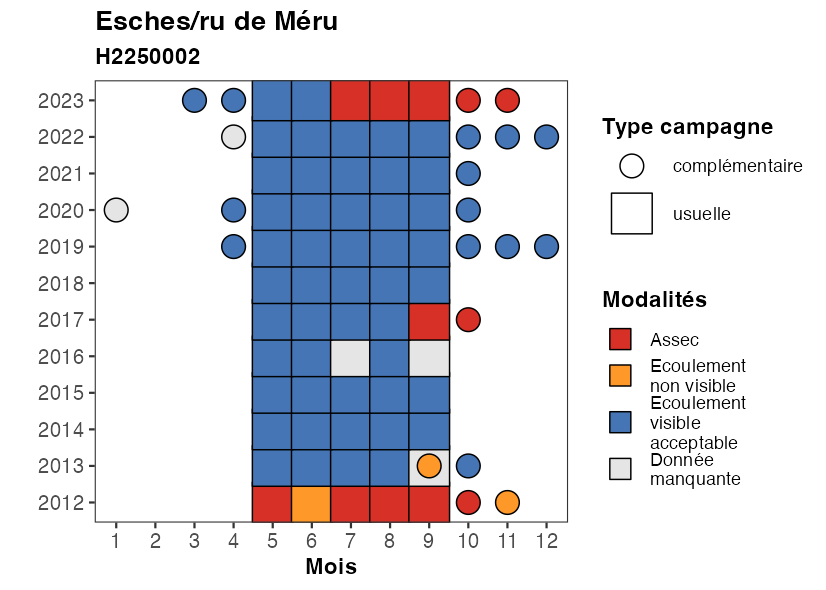 Esches/ru de Méru
H2250002
2023
2022
2021
2020
2019
2018
2017
2016
2015
2014
2013
2012
1 2 3 4 5 6 7 8 9 10 11 12
Mois
Type campagne
complémentaire
usuelle
Modalités
Assec
Ecoulement
non visible
Ecoulement
visible
acceptable
Donnée
manquante